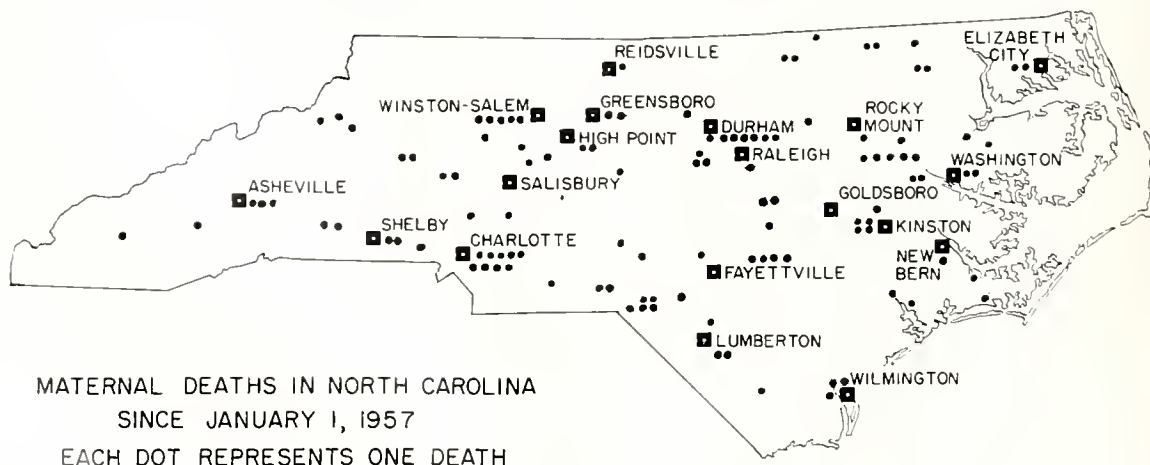 REIDSVILLE
ELIZABETH
CITY
WINSTON-SALEM
GREENSBORO
HIGH POINT
DURHAM
ROCKY
MOUNT
RALEIGH
WASHINGTON
SALISBURY
ASHEVILLE
GOLDSBORO
SHELBY
KINSTON
CHARLOTTE
NEW
BERN
FAYETTVILLE
LUMBERTON
WILMINGTON
MATERNAL DEATHS IN NORTH CAROLINA
SINCE JANUARY 1, 1957
EACH DOT REPRESENTS ONE DEATH